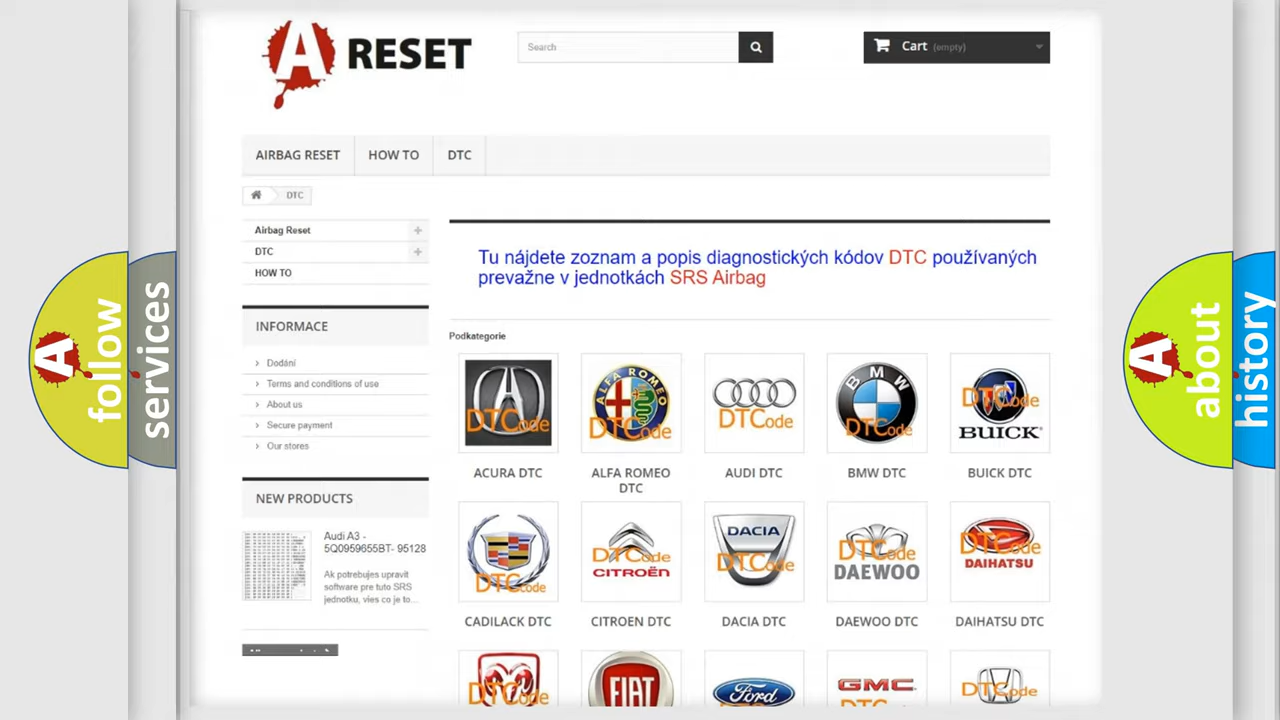 A RESET
Search
Cart (empty)
AIRBAG RESET
HOW TO
DTC
DTC
Airbag Reset
DTC
HOW TO
INFORMACE
Dodání
Terms and conditions of use
About us
Secure payment
Our stores
NEW PRODUCTS
Audi A3 -
5Q0959655BT- 95128
Ak potrebujes upravit
software pre tuto SRS
jednotku, vies co je to...
Tu nájdete zoznam a popis diagnostických kódov DTC používaných
prevažne v jednotkách SRS Airbag
Podkategorie
DTCode
ALFA ROMEO
DTCode
DTCode
BMW
DTCode
DTCode
BUICK
ACURA DTC
ALFA ROMEO
DTC
AUDI DTC
BMW DTC
BUICK DTC
DTCode
DTCode
CITROËN
DACIA
DTCode
DTCode
DAEWOO
DTCode
DAIHATSU
CADILACK DTC
CITROEN DTC
DACIA DTC
DAEWOO DTC
DAIHATSU DTC
DTCode
FIAT
Ford
GMC
DTCode
A
follow
services
A
about
history